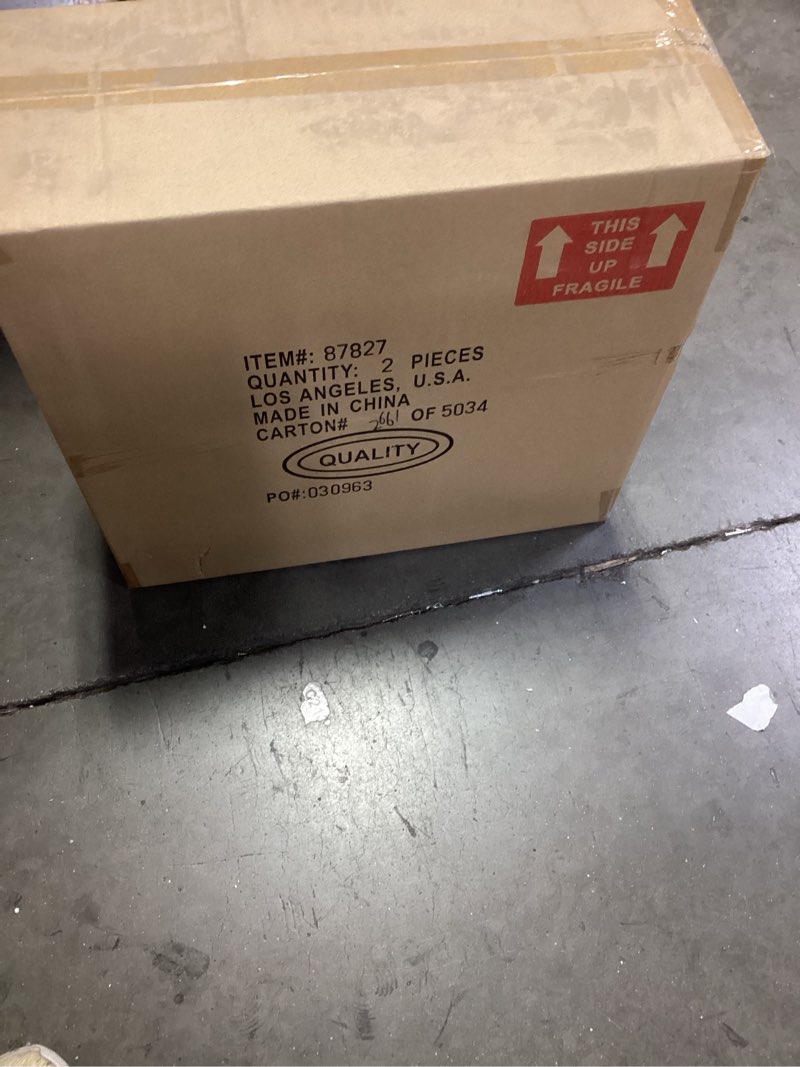 THIS
SIDE
UP
FRAGILE
ITEM#: 87827
QUANTITY: 2 PIECES
LOS ANGELES, U.S.A.
MADE IN CHINA
CARTON# 2661 OF 5034
QUALITY
PO#:030963